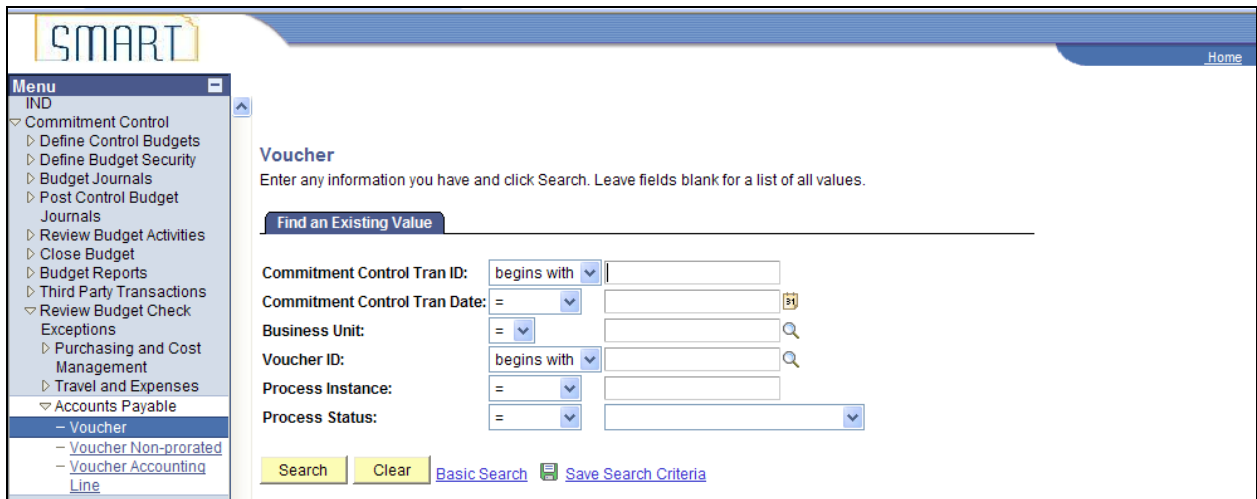 SMART
Home
Menu
IND
Commitment Control
Define Control Budgets
Define Budget Security
Budget Journals
Post Control Budget
Journals
Review Budget Activities
Close Budget
Budget Reports
Third Party Transactions
Review Budget Check
Exceptions
Purchasing and Cost
Management
Travel and Expenses
Accounts Payable
– Voucher
– Voucher Non-prorated
– Voucher Accounting
Line
Voucher
Enter any information you have and click Search. Leave fields blank for a list of all values.
Find an Existing Value
Commitment Control Tran ID: begins with
Commitment Control Tran Date: = 31
Business Unit: =
Voucher ID: begins with
Process Instance: =
Process Status: =
Search Clear Basic Search Save Search Criteria